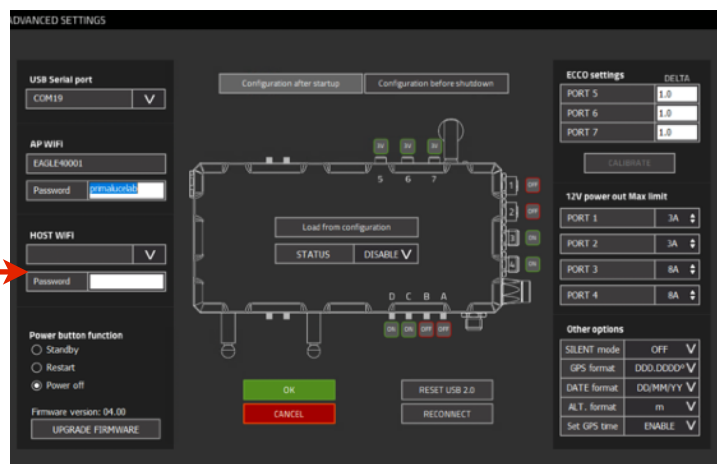 ADVANCED SETTINGS
USB Serial port
COM19
AP WIFI
EAGLE40001
Password primalucelab
HOST WIFI
Password
Power button function
Standby
Restart
Power off
Firmware version: 04.00
UPGRADE FIRMWARE
Configuration after startup Configuration before shutdown
3V 3V 3V
5 6 7
1 OFF
2 OFF
3 ON
4 ON
Load from configuration
STATUS DISABLE
D C B A
ON ON OFF OFF
OK RESET USB 2.0
CANCEL RECONNECT
ECCO settings DELTA
PORT 5 1.0
PORT 6 1.0
PORT 7 1.0
CALIBRATE
12V power out Max limit
PORT 1 3A
PORT 2 3A
PORT 3 8A
PORT 4 8A
Other options
SILENT mode OFF
GPS format DDD.DDDD°
DATE format DD/MM/YY
ALT. format m
Set GPS time ENABLE